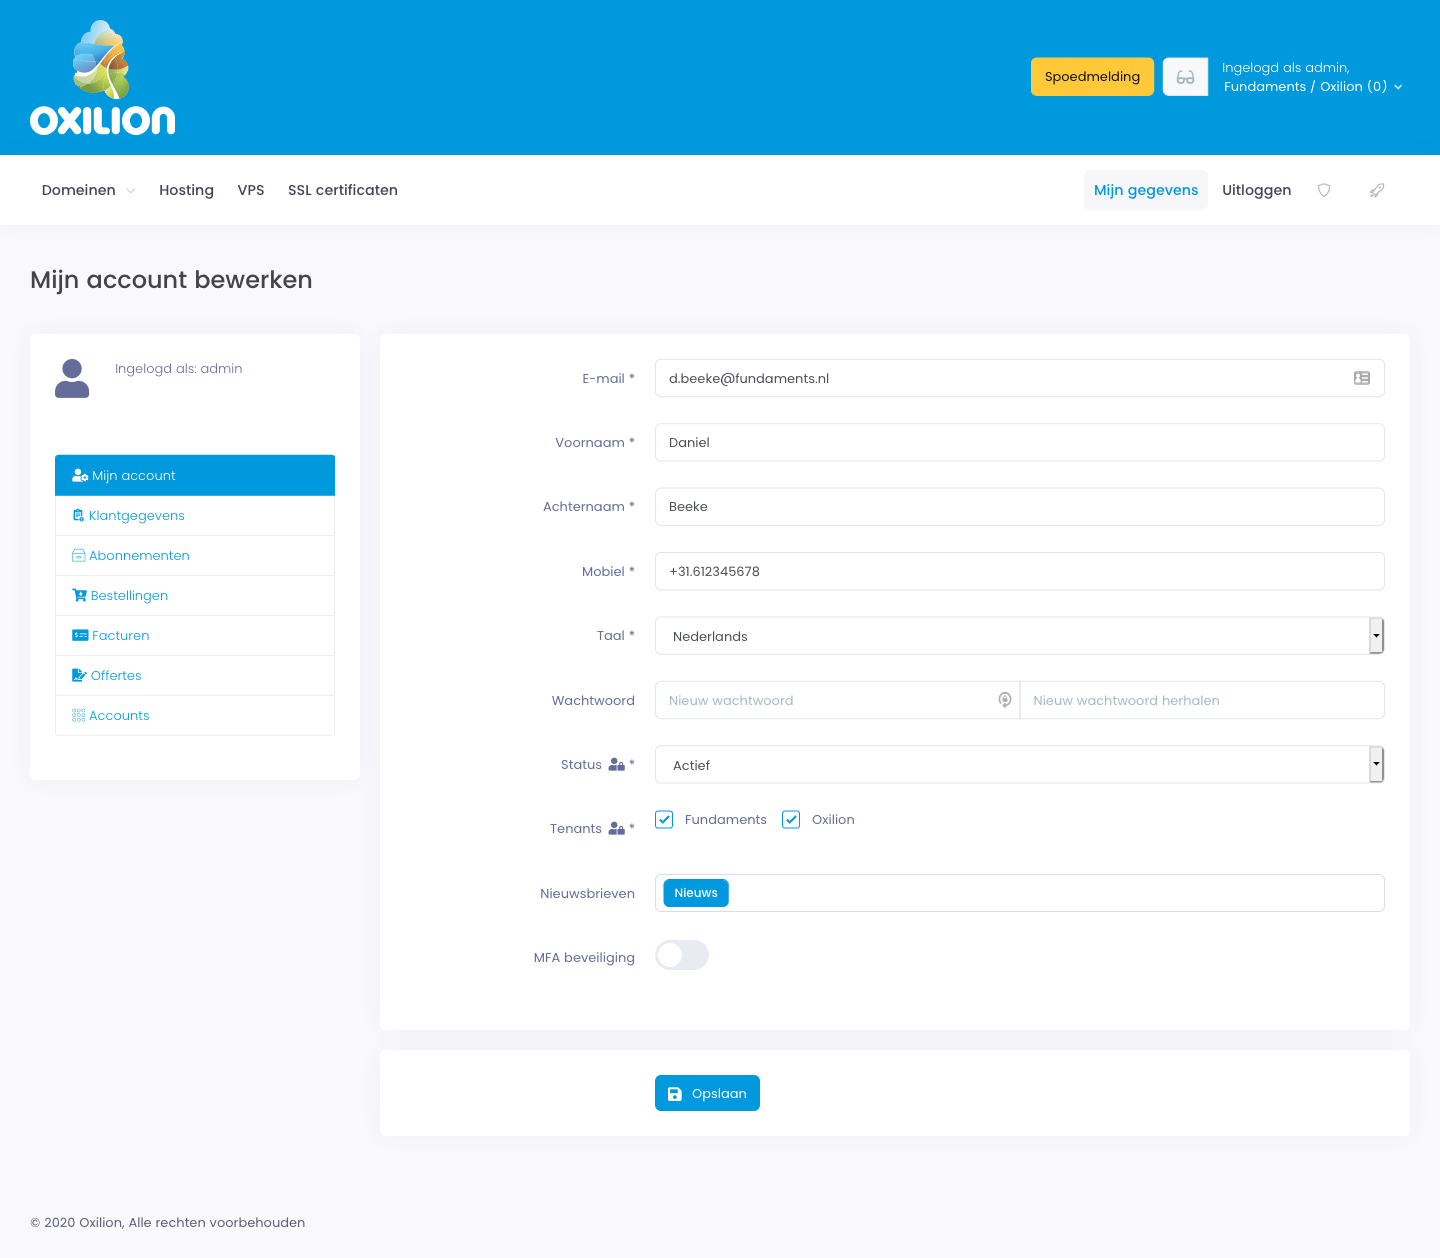 OXILION
Spoedmelding
Ingelogd als admin,
Fundaments / Oxilion (0)
Domeinen Hosting VPS SSL certificaten Mijn gegevens Uitloggen
Mijn account bewerken
Ingelogd als: admin
Mijn account
Klantgegevens
Abonnementen
Bestellingen
Facturen
Offertes
Accounts
E-mail * d.beeke@fundaments.nl
Voornaam * Daniel
Achternaam * Beeke
Mobiel * +31.612345678
Taal * Nederlands
Wachtwoord Nieuw wachtwoord Nieuw wachtwoord herhalen
Status * Actief
Tenants * Fundaments Oxilion
Nieuwsbrieven Nieuws
MFA beveiliging
Opslaan
© 2020 Oxilion, Alle rechten voorbehouden